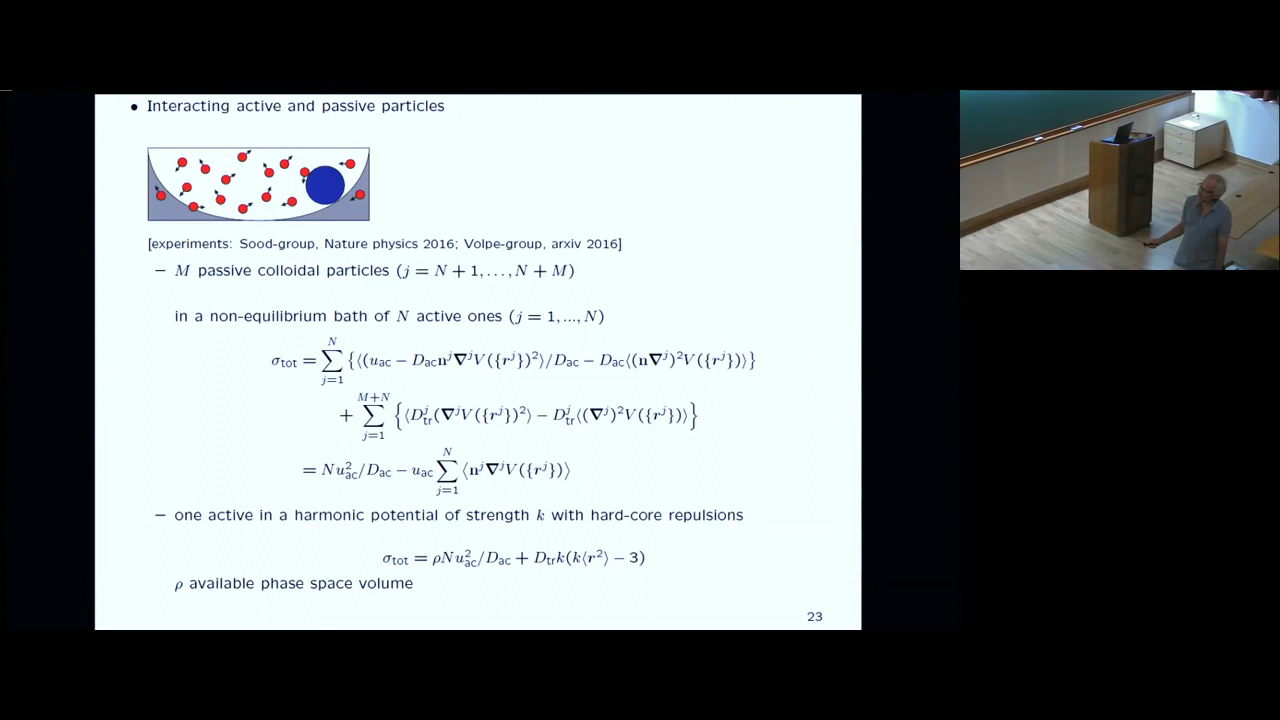 • Interacting active and passive particles
[experiments: Sood-group, Nature physics 2016; Volpe-group, arxiv 2016]
− M passive colloidal particles (j = N + 1, . . . , N + M)
in a non-equilibrium bath of N active ones (j = 1, ..., N)
σ_tot = ∑_{j=1}^{N} {⟨(u_ac − D_ac n^j ∇^j V({r^j})^2⟩/D_ac − D_ac⟨(n∇^j)^2 V({r^j})⟩}
+ ∑_{j=1}^{M+N} {⟨D_tr^j (∇^j V({r^j})^2⟩ − D_tr^j ⟨(∇^j)^2 V({r^j})⟩}
= N u_ac^2/D_ac − u_ac ∑_{j=1}^{N} ⟨n^j ∇^j V({r^j})⟩
− one active in a harmonic potential of strength k with hard-core repulsions
σ_tot = ρN u_ac^2/D_ac + D_tr k(k⟨r^2⟩ − 3)
ρ available phase space volume
23